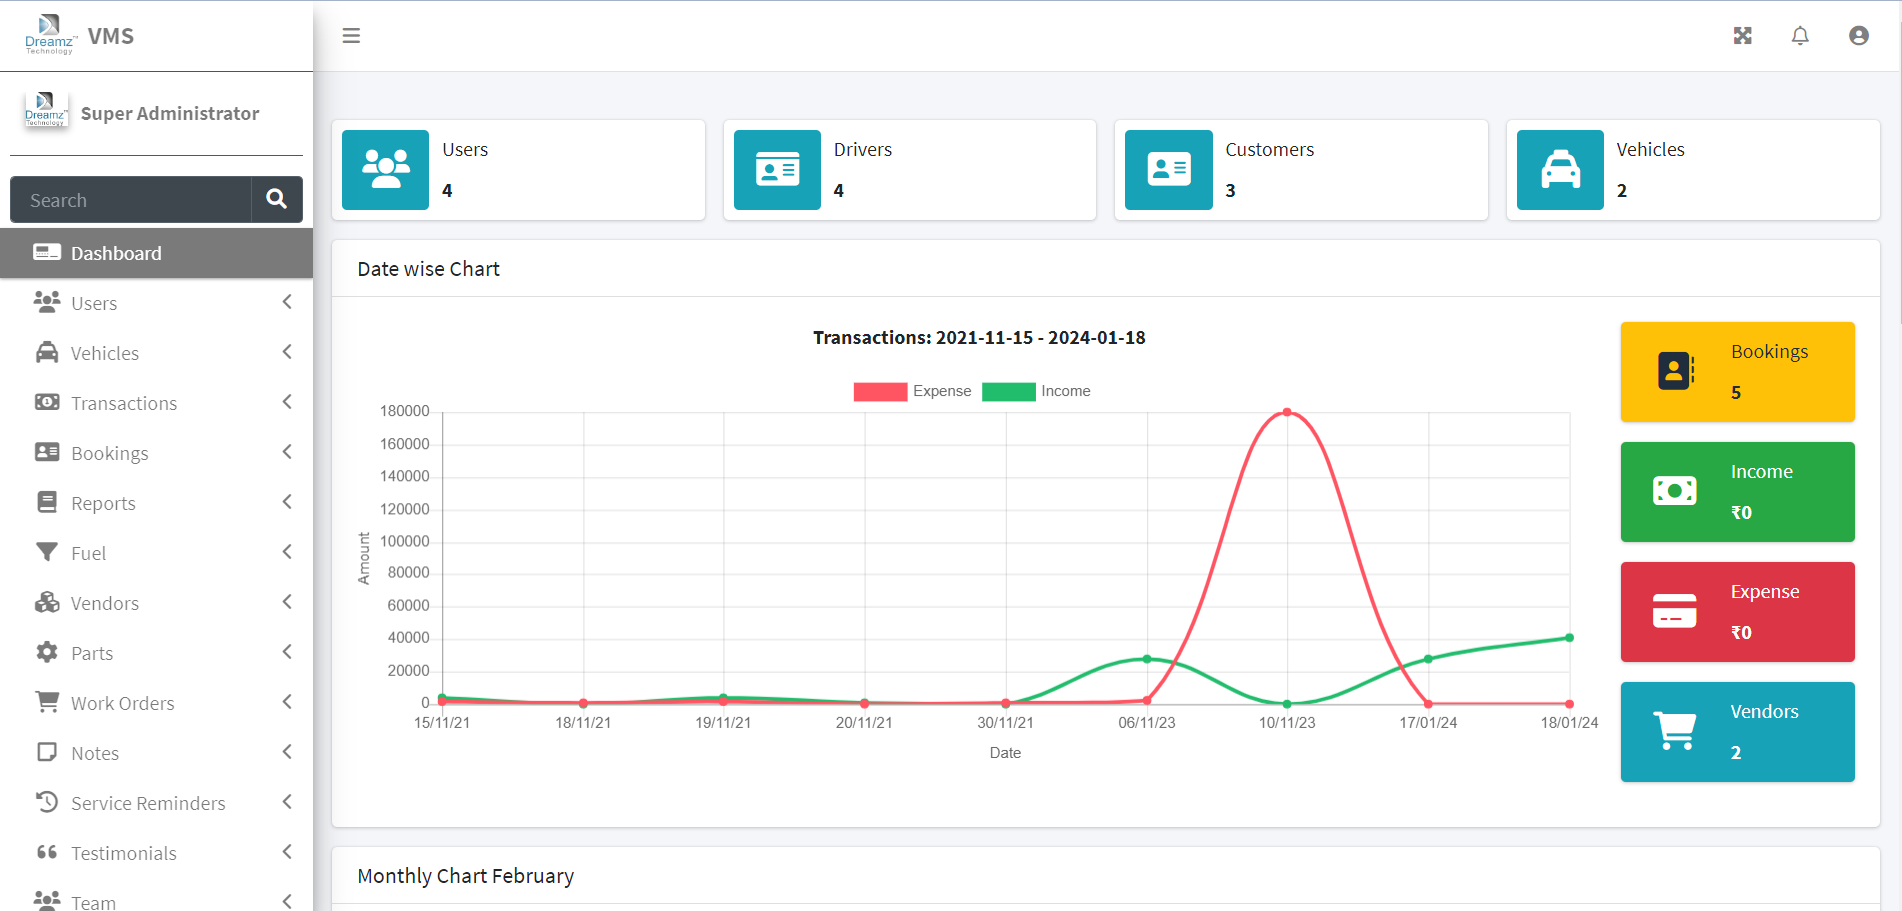 Dreamz™
Technology
VMS
Dreamz™
Technology
Super Administrator
Search
Dashboard
Users
Vehicles
Transactions
Bookings
Reports
Fuel
Vendors
Parts
Work Orders
Notes
Service Reminders
Testimonials
Team
Users
4
Drivers
4
Customers
3
Vehicles
2
Date wise Chart
Transactions: 2021-11-15 - 2024-01-18
Expense Income
180000
160000
140000
120000
100000
80000
60000
40000
20000
0
Amount
15/11/21 18/11/21 19/11/21 20/11/21 30/11/21 06/11/23 10/11/23 17/01/24 18/01/24
Date
Bookings
5
Income
₹0
Expense
₹0
Vendors
2
Monthly Chart February